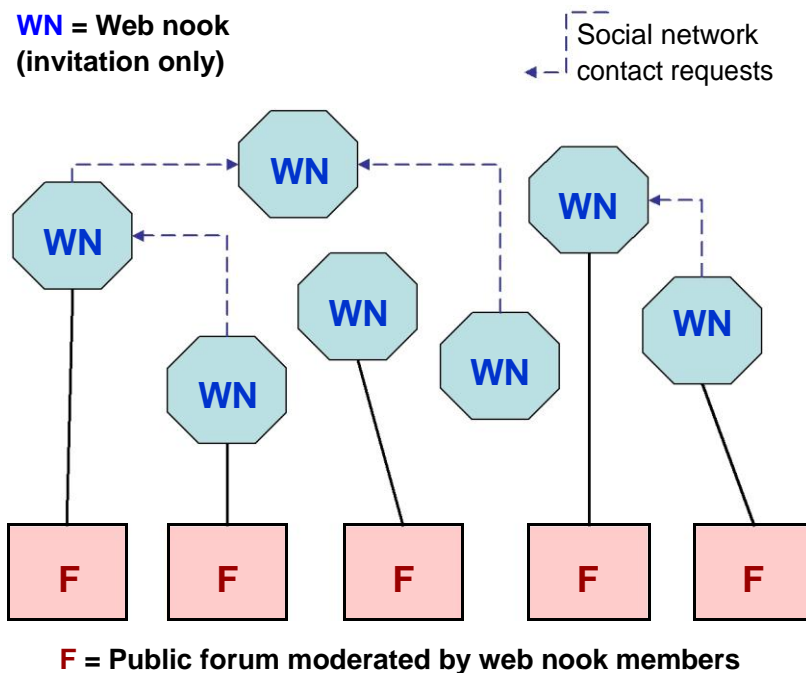 WN = Web nook
(invitation only)
Social network
contact requests
WN
WN
WN
WN
WN
WN
WN
F
F
F
F
F
F = Public forum moderated by web nook members